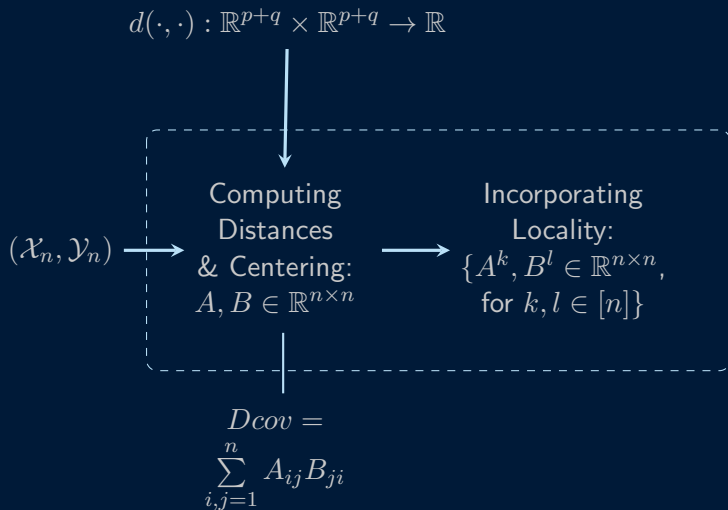 d(·, ·) : ℝ^{p+q} × ℝ^{p+q} → ℝ
(𝒳_n, 𝒴_n)
Computing
Distances
& Centering:
A, B ∈ ℝ^{n×n}
Incorporating
Locality:
{A^k, B^l ∈ ℝ^{n×n},
for k, l ∈ [n]}
Dcov =
∑_{i,j=1}^{n} A_{ij}B_{ji}